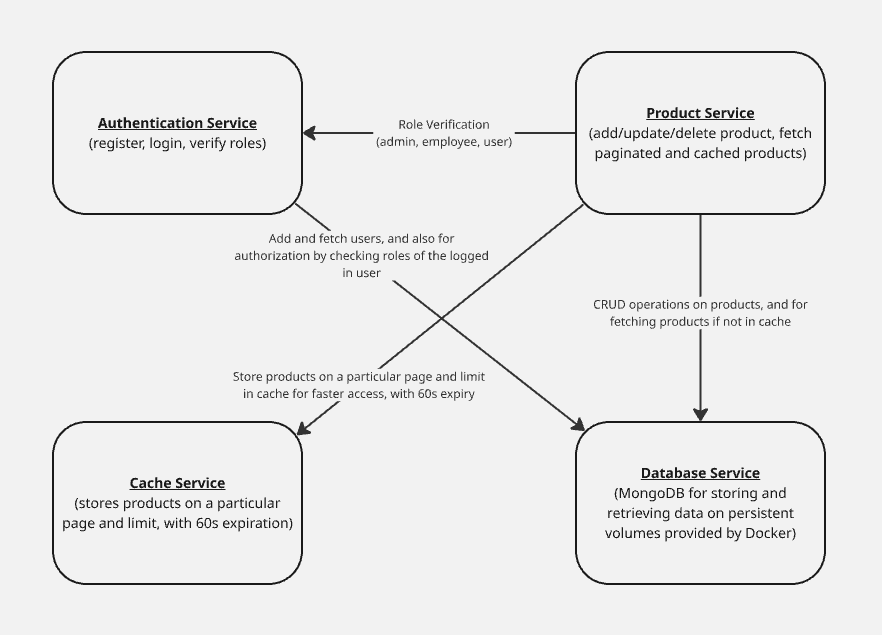 Authentication Service
(register, login, verify roles)
Role Verification
(admin, employee, user)
Product Service
(add/update/delete product, fetch
paginated and cached products)
Add and fetch users, and also for
authorization by checking roles of the logged
in user
CRUD operations on products, and for
fetching products if not in cache
Store products on a particular page and limit
in cache for faster access, with 60s expiry
Cache Service
(stores products on a particular
page and limit, with 60s expiration)
Database Service
(MongoDB for storing and
retrieving data on persistent
volumes provided by Docker)